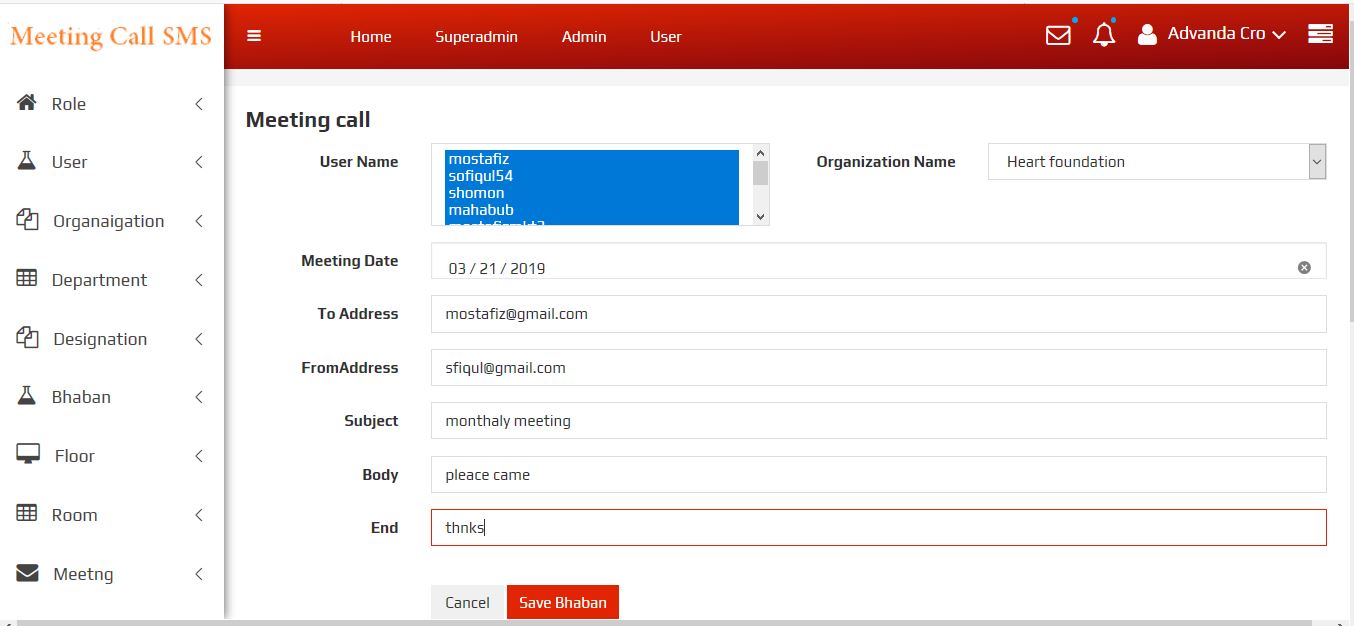 Meeting Call SMS
Home Superadmin Admin User Advanda Cro
Role
User
Organaigation
Department
Designation
Bhaban
Floor
Room
Meetng
Meeting call
User Name
mostafiz
sofiqul54
shomon
mahabub
Organization Name Heart foundation
Meeting Date 03 / 21 / 2019
To Address mostafiz@gmail.com
FromAddress sfiqul@gmail.com
Subject monthaly meeting
Body pleace came
End thnks
Cancel Save Bhaban